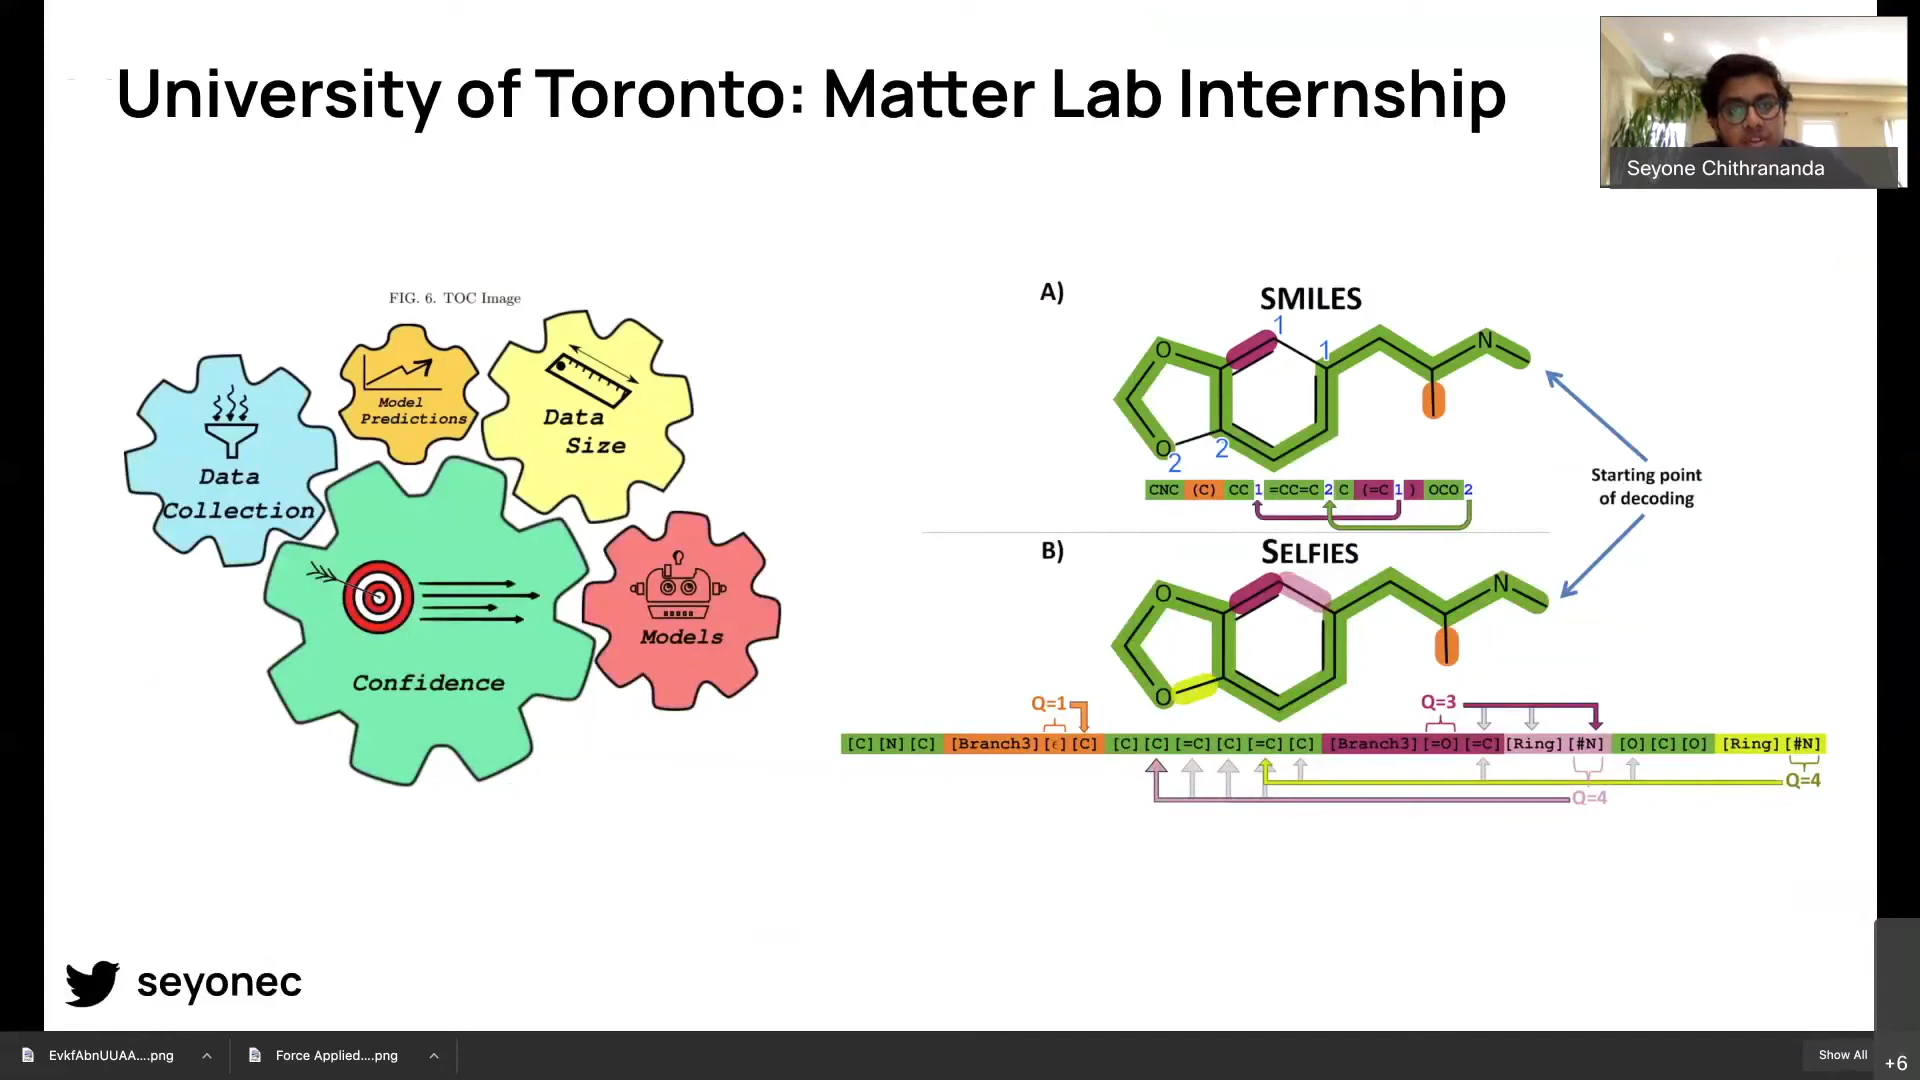 University of Toronto: Matter Lab Internship
Seyone Chithrananda
FIG. 6. TOC Image
Model
Predictions
Data
Size
Data
Collection
Confidence
Models
A)
SMILES
1
1
O
N
O
2
2
CNC (C) CC 1 =CC=C 2 C (=C 1 ) OCO 2
Starting point
of decoding
B)
SELFIES
O
N
O
Q=1
Q=3
[C][N][C] [Branch3][ϵ][C] [C][C][=C][C][=C][C] [Branch3][=O][=C][Ring][#N] [O][C][O] [Ring][#N]
Q=4
Q=4
seyonec
EvkfAbnUUAA....png
Force Applied....png
Show All
+6